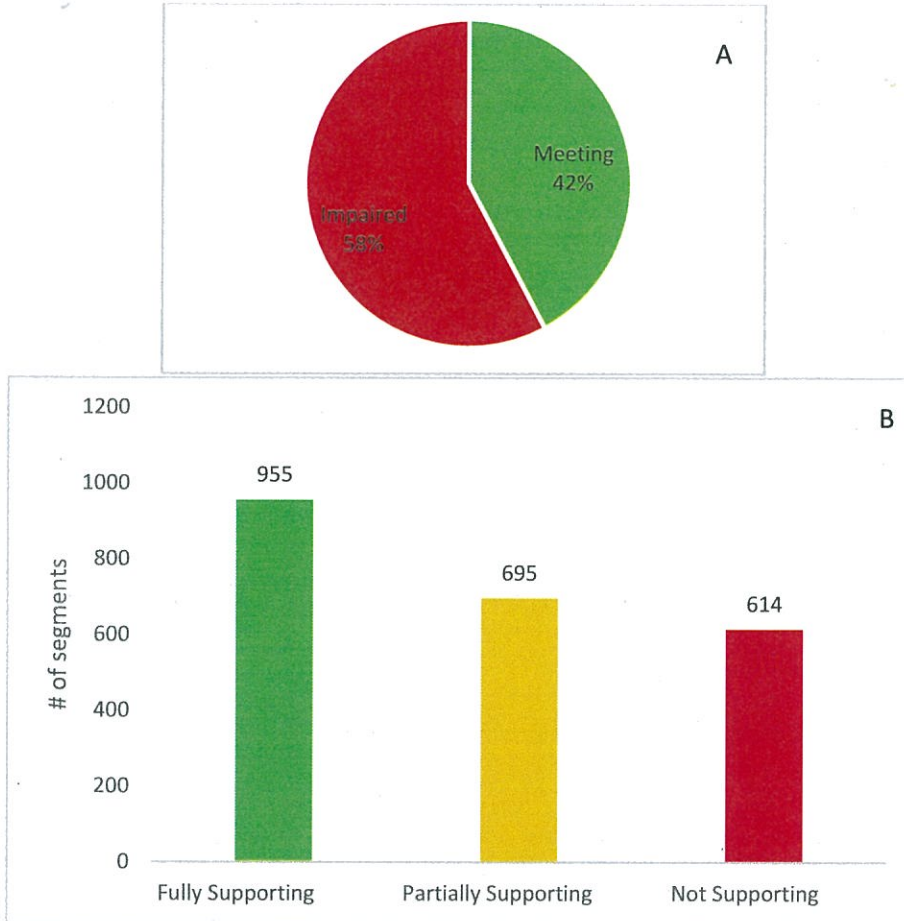 A
Meeting
42%
Impaired
58%
B
1200
1000
800
600
400
200
0
# of segments
955
695
614
Fully Supporting
Partially Supporting
Not Supporting